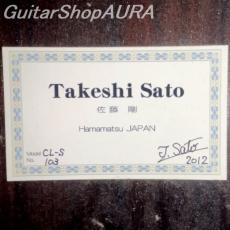 GuitarShopAURA
Takeshi Sato
佐藤 剛
Hamamatsu JAPAN
Model CL-S
No. 103
T. Sato
2012